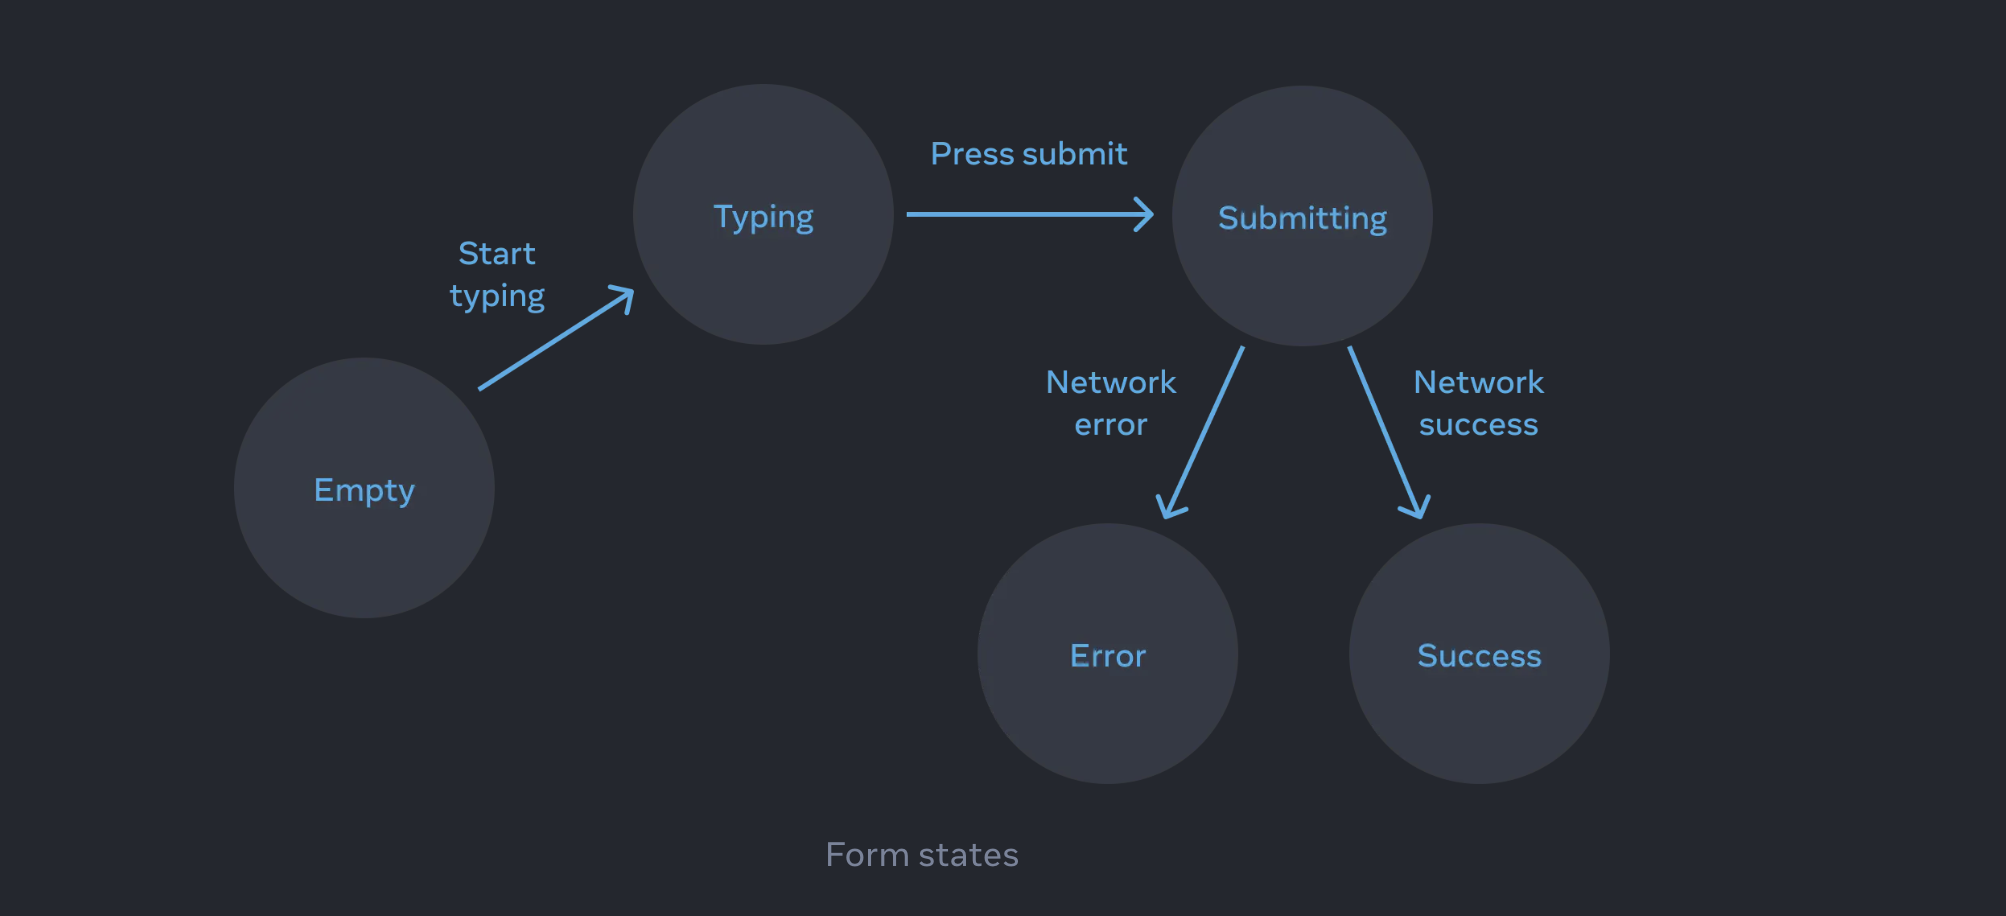 Press submit
Typing
Submitting
Start
typing
Network
error
Network
success
Empty
Error
Success
Form states